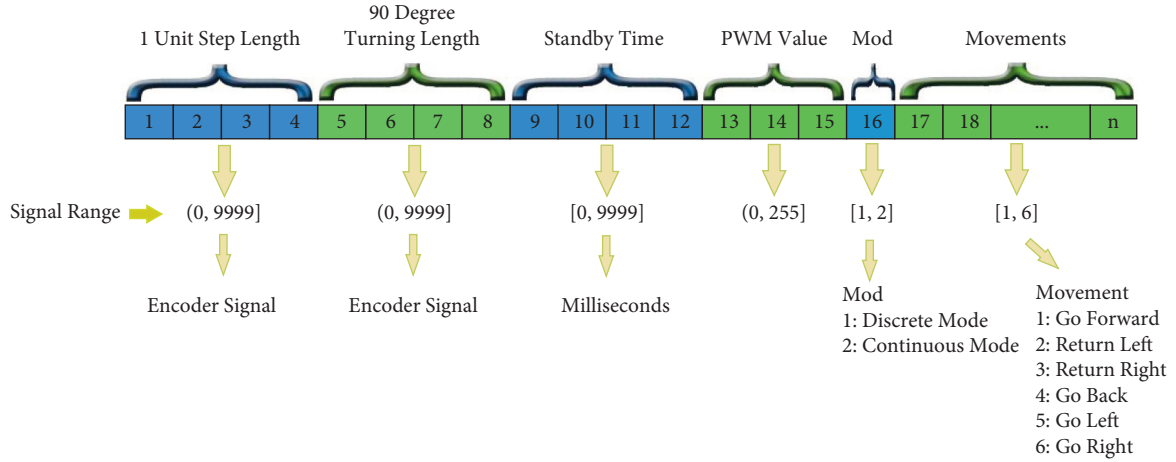 90 Degree
1 Unit Step Length Turning Length Standby Time PWM Value Mod Movements
1 2 3 4 5 6 7 8 9 10 11 12 13 14 15 16 17 18 ... n
Signal Range (0, 9999] (0, 9999] [0, 9999] (0, 255] [1, 2] [1, 6]
Encoder Signal Encoder Signal Milliseconds
Mod
1: Discrete Mode
2: Continuous Mode
Movement
1: Go Forward
2: Return Left
3: Return Right
4: Go Back
5: Go Left
6: Go Right